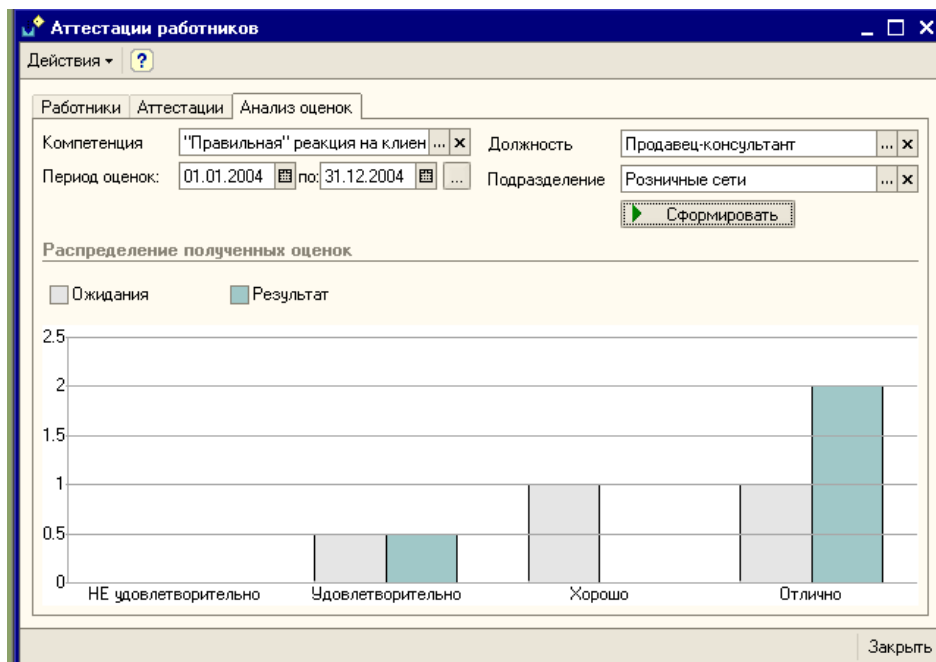 Аттестации работников
Действия
?
Работники Аттестации Анализ оценок
Компетенция "Правильная" реакция на клиен ... Должность Продавец-консультант ...
Период оценок: 01.01.2004 по: 31.12.2004 ... Подразделение Розничные сети ...
Сформировать
Распределение полученных оценок
Ожидания Результат
2.5
2
1.5
1
0.5
0
НЕ удовлетворительно Удовлетворительно Хорошо Отлично
Закрыть